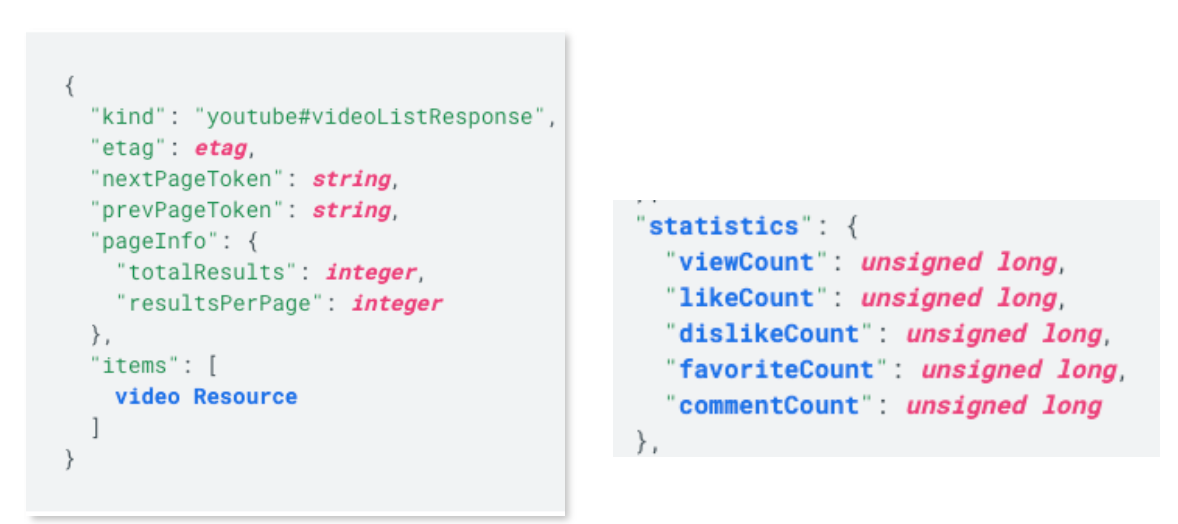 {
"kind": "youtube#videoListResponse",
"etag": etag,
"nextPageToken": string,
"prevPageToken": string,
"pageInfo": {
"totalResults": integer,
"resultsPerPage": integer
},
"items": [
video Resource
]
}
"statistics": {
"viewCount": unsigned long,
"likeCount": unsigned long,
"dislikeCount": unsigned long,
"favoriteCount": unsigned long,
"commentCount": unsigned long
},